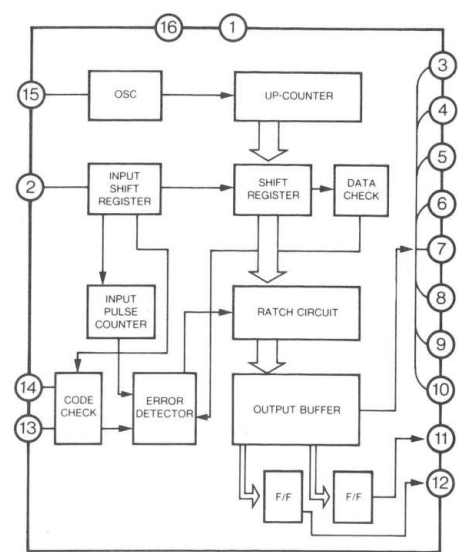 16
1
3
15
OSC
UP-COUNTER
4
5
2
INPUT
SHIFT
REGISTER
SHIFT
REGISTER
DATA
CHECK
6
7
INPUT
PULSE
COUNTER
RATCH CIRCUIT
8
9
14
CODE
CHECK
ERROR
DETECTOR
OUTPUT BUFFER
10
13
11
12
F/F
F/F